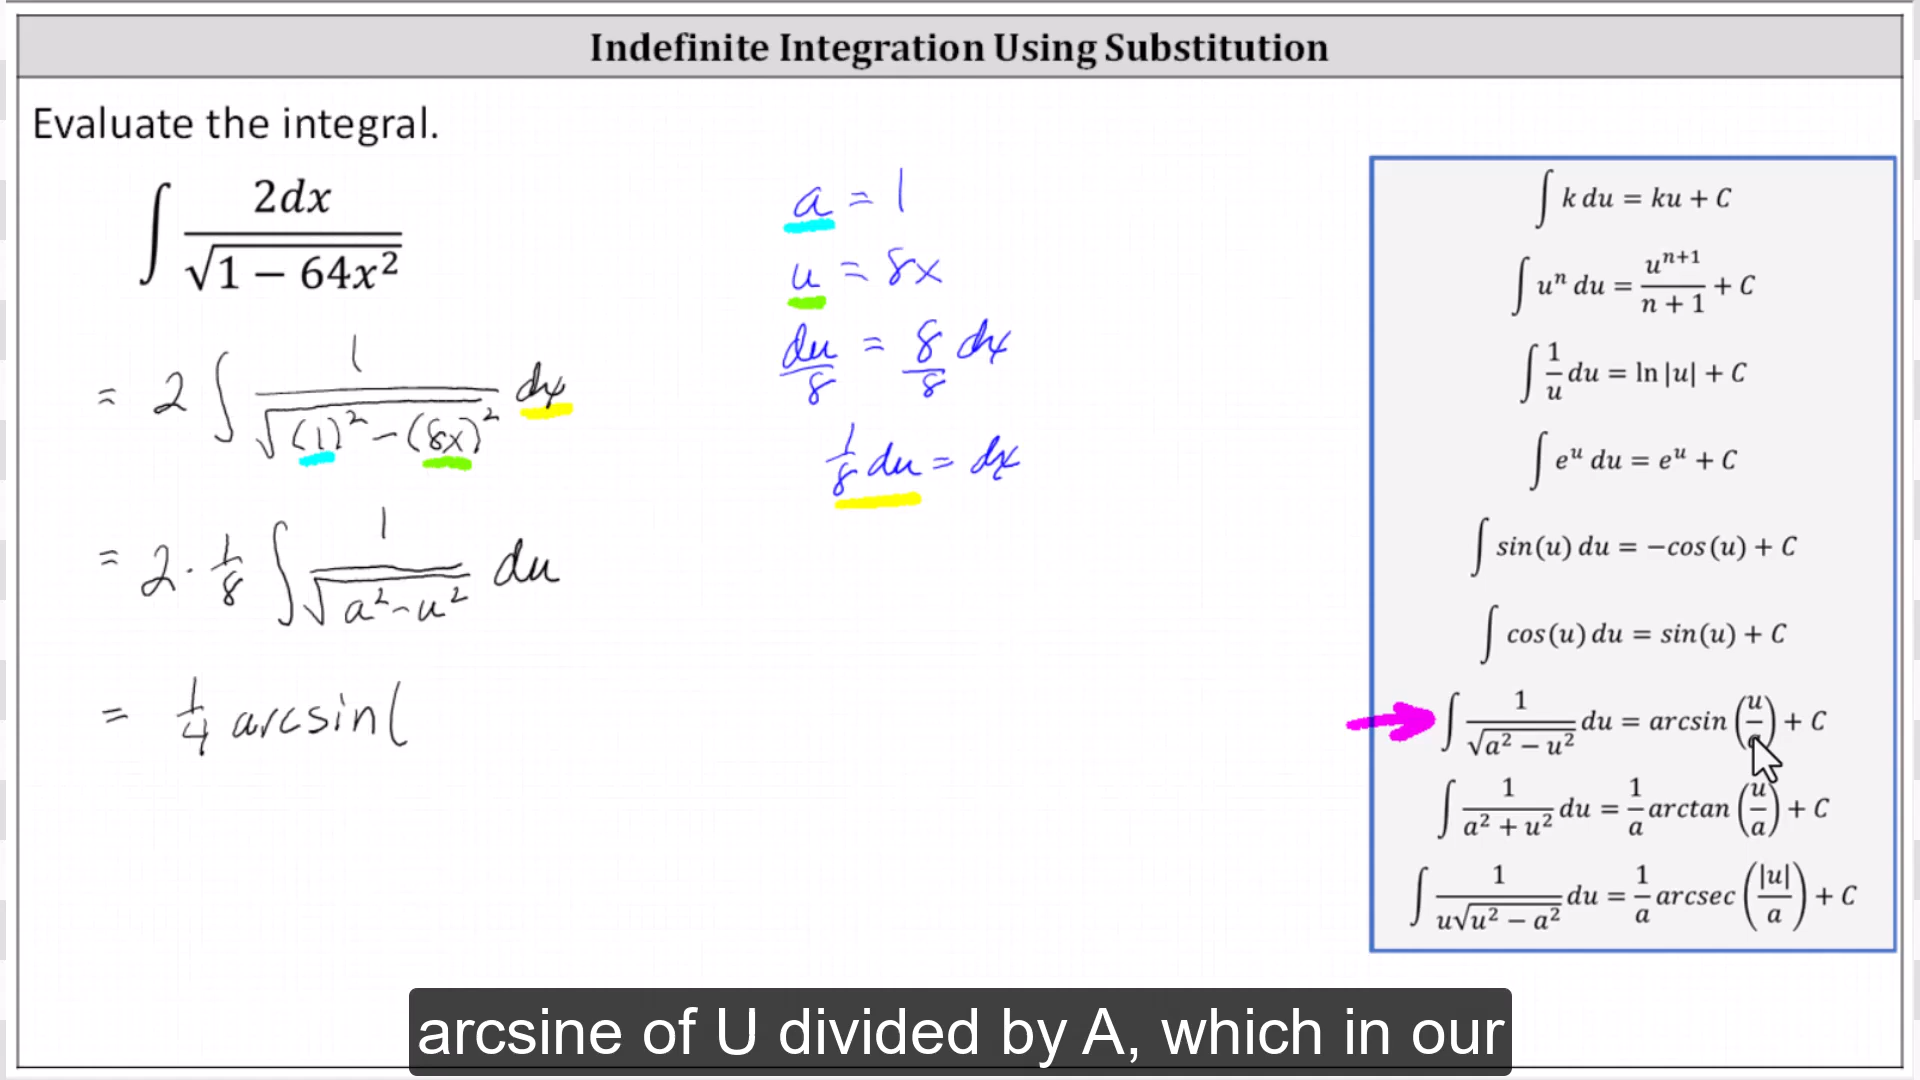 Indefinite Integration Using Substitution
Evaluate the integral.
∫ 2dx / √(1 − 64x²)
= 2 ∫ 1 / √((1)² − (8x)²) dx
= 2 · 1/8 ∫ 1 / √(a² − u²) du
= 1/4 arcsin(
a = 1
u = 8x
du/8 = 8/8 dx
1/8 du = dx
∫ k du = ku + C
∫ uⁿ du = uⁿ⁺¹ / (n + 1) + C
∫ 1/u du = ln |u| + C
∫ eᵘ du = eᵘ + C
∫ sin(u) du = −cos(u) + C
∫ cos(u) du = sin(u) + C
∫ 1 / √(a² − u²) du = arcsin (u/a) + C
∫ 1 / (a² + u²) du = 1/a arctan (u/a) + C
∫ 1 / (u√(u² − a²)) du = 1/a arcsec (|u|/a) + C
arcsine of U divided by A, which in our